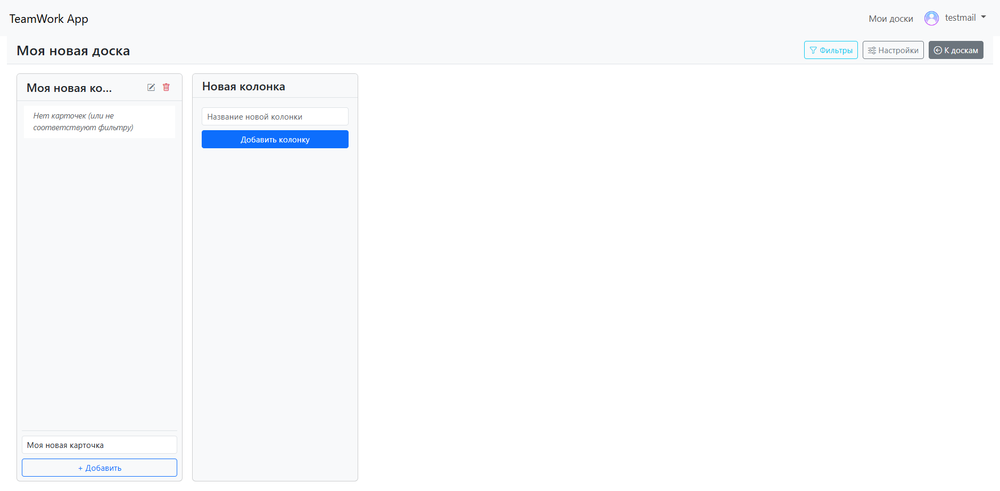 TeamWork App
Мои доски
testmail
Моя новая доска
Фильтры
Настройки
К доскам
Моя новая ко...
Нет карточек (или не
соответствуют фильтру)
Моя новая карточка
+ Добавить
Новая колонка
Название новой колонки
Добавить колонку